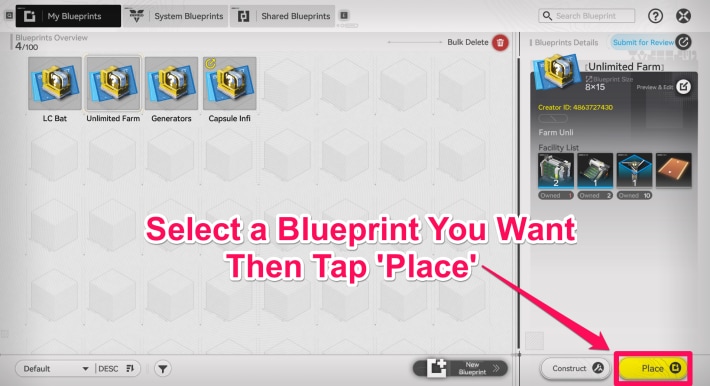 My Blueprints
System Blueprints
Shared Blueprints
Search Blueprint
Blueprints Overview
4/100
Bulk Delete
Blueprints Details
Submit for Review
LC Bat
Unlimited Farm
Generators
Capsule Infi
[Unlimited Farm]
Blueprint Size
8×15
Preview & Edit
Creator ID: 4863727430
Farm Unli
Facility List
2
1
1
Owned 1
Owned 2
Owned 10
Select a Blueprint You Want
Then Tap 'Place'
Default
DESC
New
Blueprint
Construct
Place